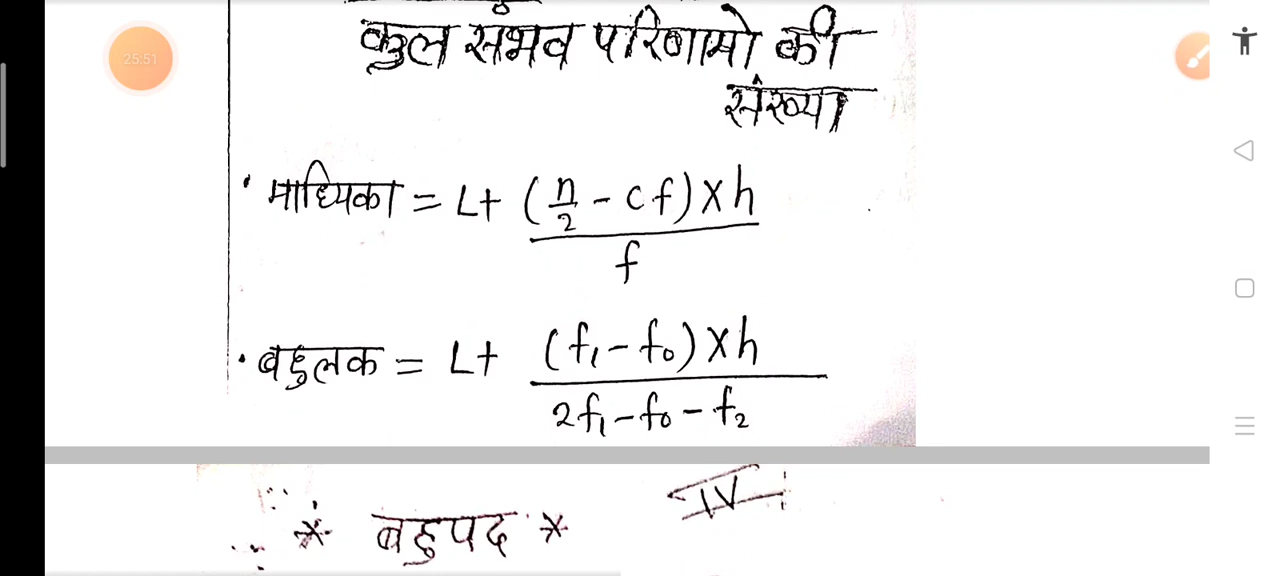 25:51
कुल संभव परिणामो की
संख्या
• माध्यिका = L+ (n/2 - cf) x h
f
• बहुलक = L+ (f₁-f₀) x h
2f₁-f₀-f₂
IV
* बहुपद *